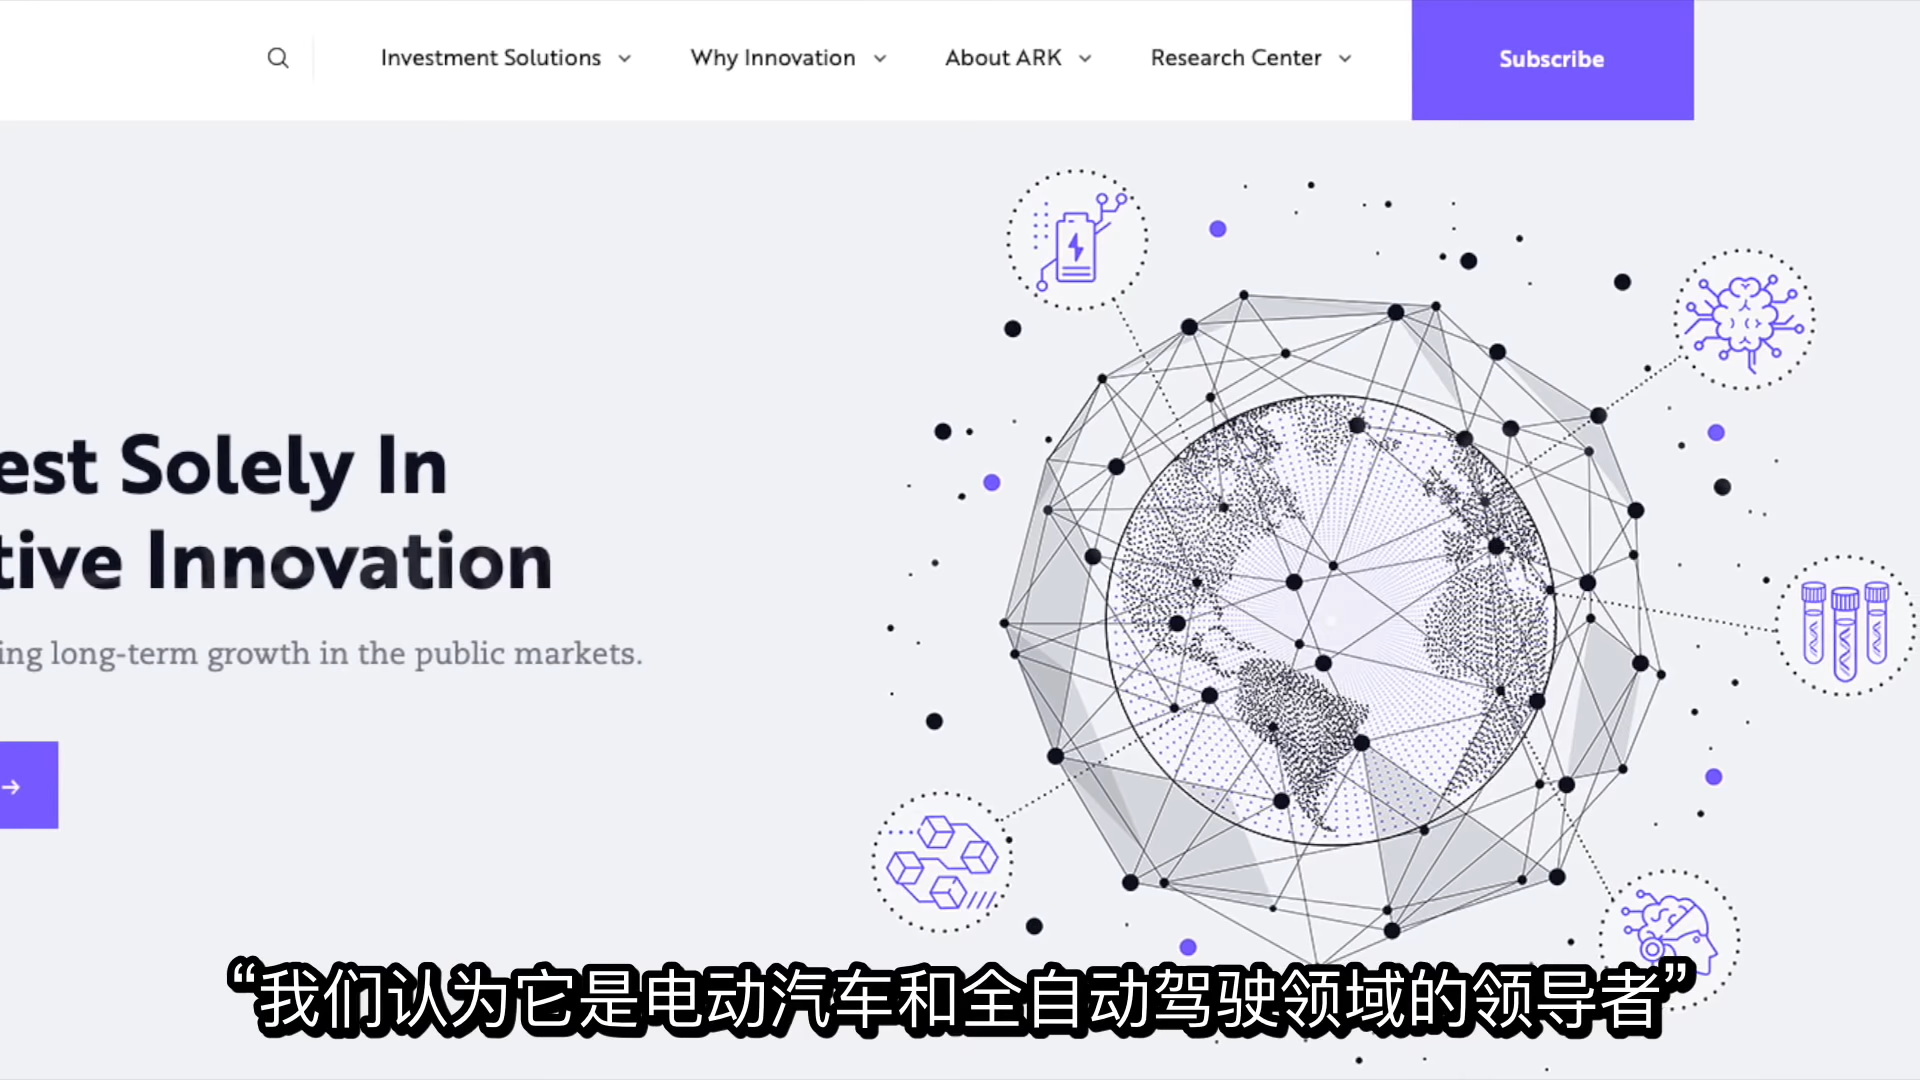 Investment Solutions
Why Innovation
About ARK
Research Center
Subscribe
est Solely In
tive Innovation
ing long-term growth in the public markets.
“我们认为它是电动汽车和全自动驾驶领域的领导者”